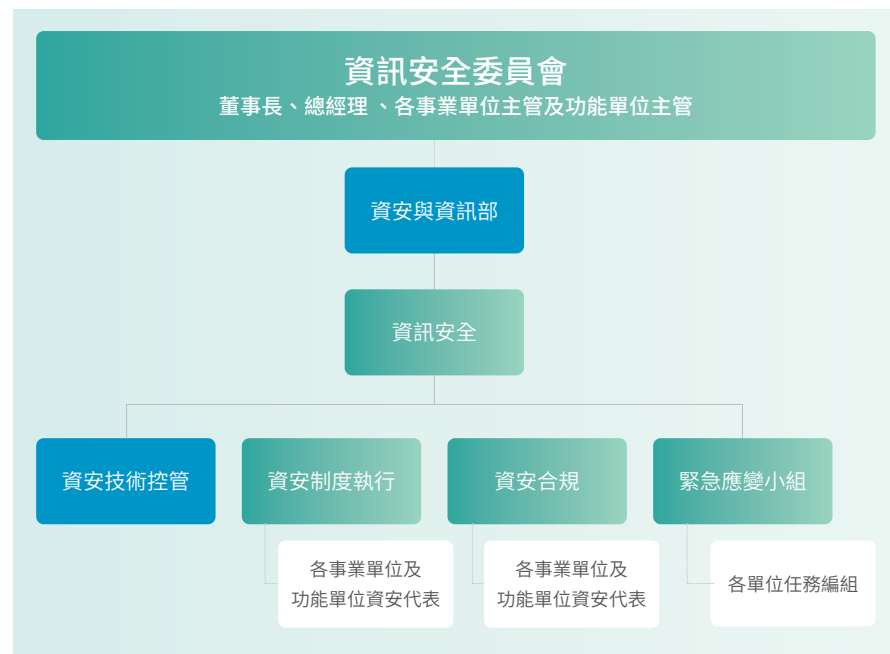 資訊安全委員會
董事長、總經理 、各事業單位主管及功能單位主管
資安與資訊部
資訊安全
資安技術控管
資安制度執行
資安合規
緊急應變小組
各事業單位及
功能單位資安代表
各事業單位及
功能單位資安代表
各單位任務編組